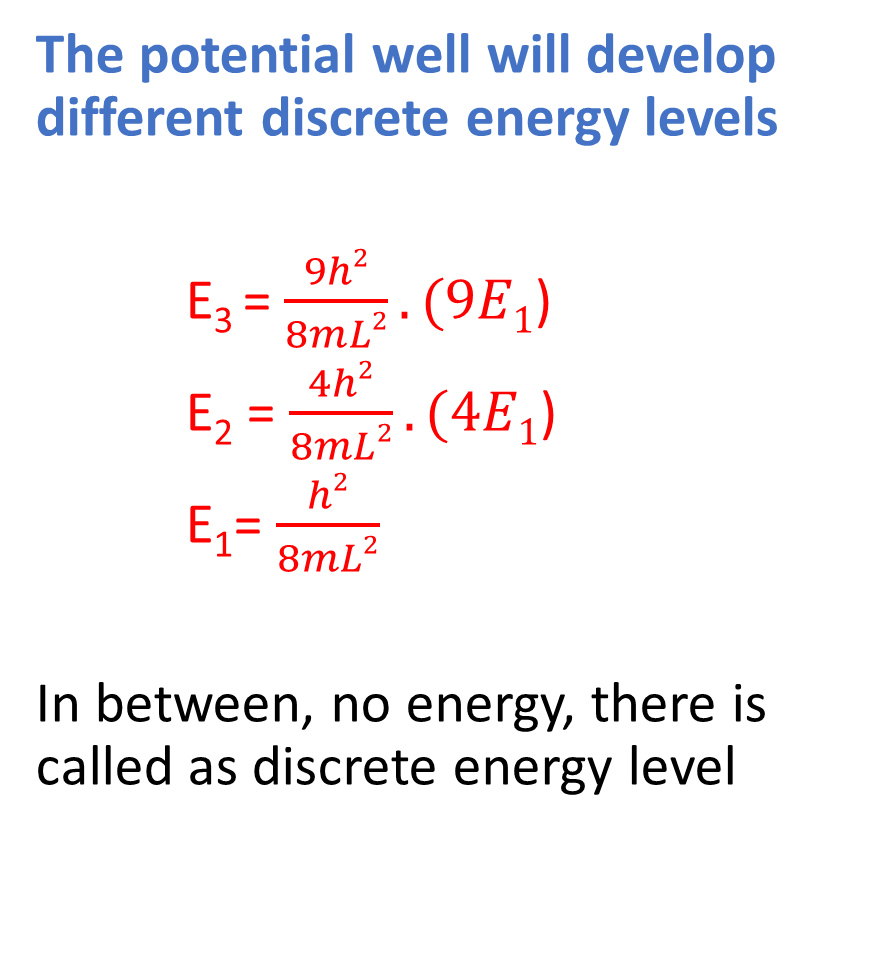 The potential well will develop
different discrete energy levels
E₃ = 9h²/8mL² . (9E₁)
E₂ = 4h²/8mL² . (4E₁)
E₁= h²/8mL²
In between, no energy, there is
called as discrete energy level